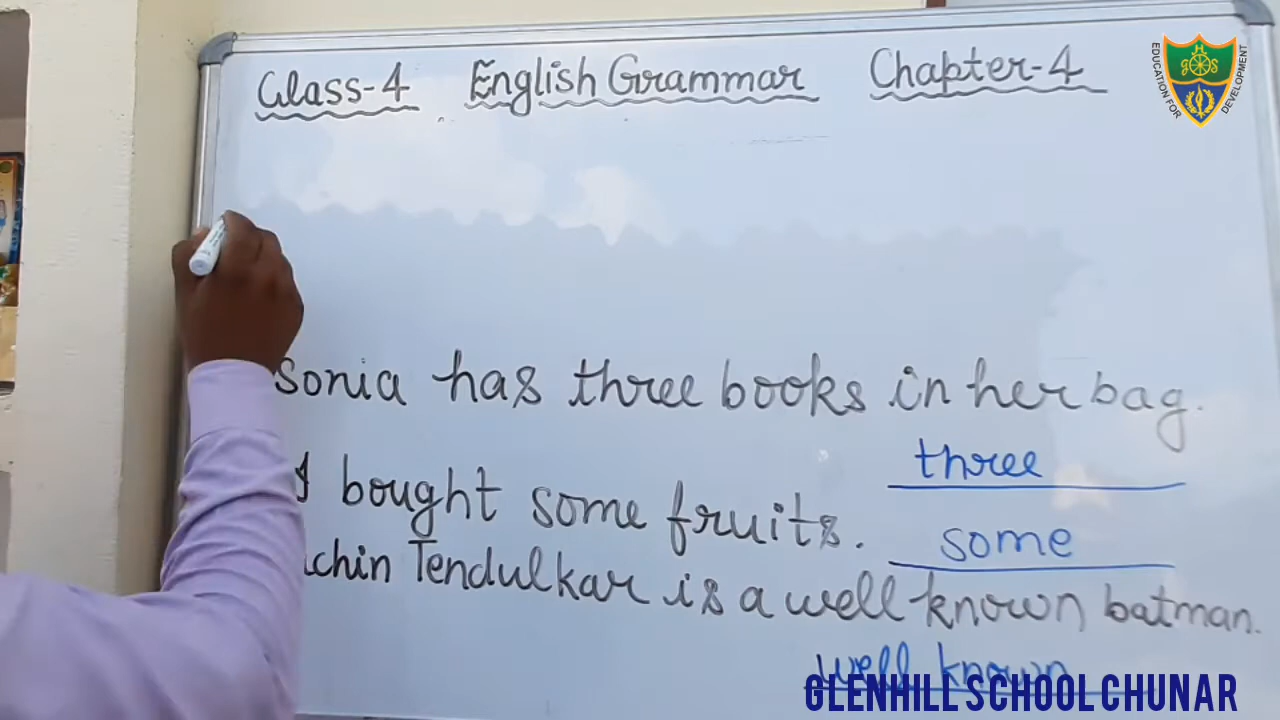 Class-4 English Grammar Chapter-4
EDUCATION FOR DEVELOPMENT
Sonia has three books in her bag.
three
I bought some fruits.
some
achin Tendulkar is a well known batman.
well known
GLENHILL SCHOOL CHUNAR